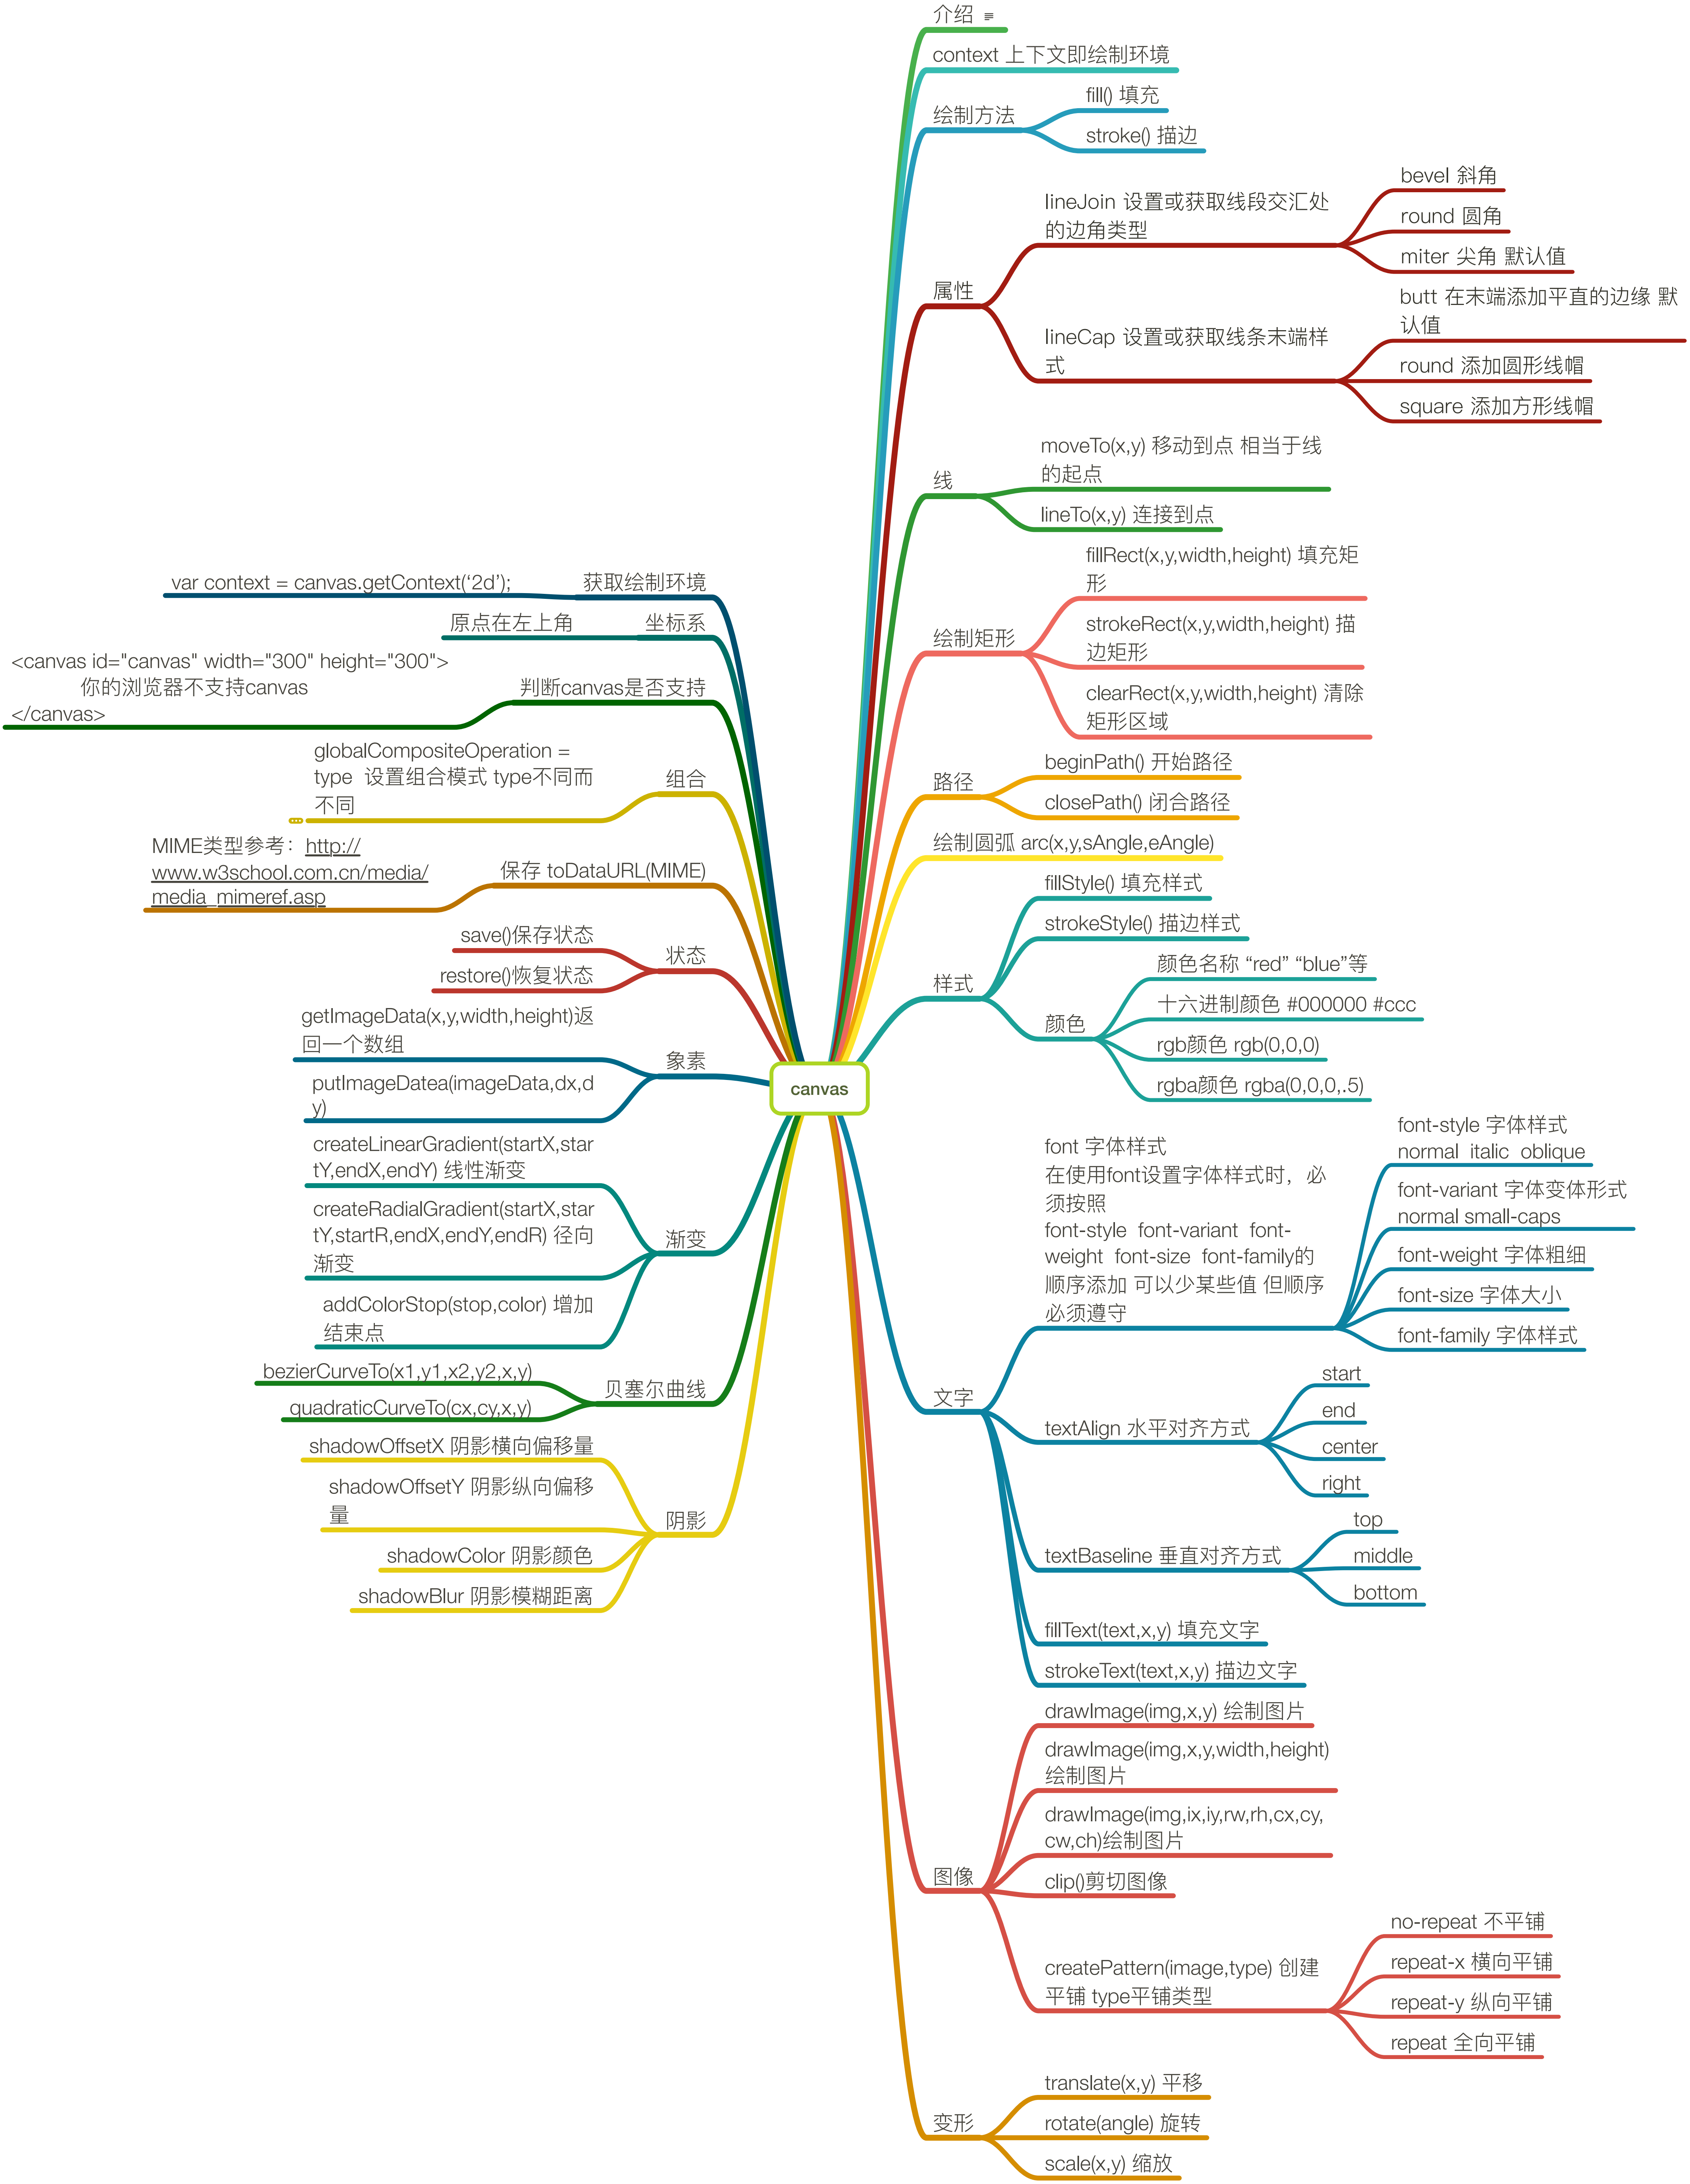 介绍
context 上下文即绘制环境
绘制方法
fill() 填充
stroke() 描边
属性
lineJoin 设置或获取线段交汇处
的边角类型
bevel 斜角
round 圆角
miter 尖角 默认值
lineCap 设置或获取线条末端样
式
butt 在末端添加平直的边缘 默
认值
round 添加圆形线帽
square 添加方形线帽
线
moveTo(x,y) 移动到点 相当于线
的起点
lineTo(x,y) 连接到点
绘制矩形
fillRect(x,y,width,height) 填充矩
形
strokeRect(x,y,width,height) 描
边矩形
clearRect(x,y,width,height) 清除
矩形区域
路径
beginPath() 开始路径
closePath() 闭合路径
绘制圆弧 arc(x,y,sAngle,eAngle)
样式
fillStyle() 填充样式
strokeStyle() 描边样式
颜色
颜色名称 “red” “blue”等
十六进制颜色 #000000 #ccc
rgb颜色 rgb(0,0,0)
rgba颜色 rgba(0,0,0,.5)
文字
font 字体样式
在使用font设置字体样式时，必
须按照
font-style  font-variant  font-
weight  font-size  font-family的
顺序添加 可以少某些值 但顺序
必须遵守
font-style 字体样式
normal  italic  oblique
font-variant 字体变体形式
normal small-caps
font-weight 字体粗细
font-size 字体大小
font-family 字体样式
textAlign 水平对齐方式
start
end
center
right
textBaseline 垂直对齐方式
top
middle
bottom
fillText(text,x,y) 填充文字
strokeText(text,x,y) 描边文字
图像
drawImage(img,x,y) 绘制图片
drawImage(img,x,y,width,height)
绘制图片
drawImage(img,ix,iy,rw,rh,cx,cy,
cw,ch)绘制图片
clip()剪切图像
createPattern(image,type) 创建
平铺 type平铺类型
no-repeat 不平铺
repeat-x 横向平铺
repeat-y 纵向平铺
repeat 全向平铺
变形
translate(x,y) 平移
rotate(angle) 旋转
scale(x,y) 缩放
canvas
获取绘制环境
var context = canvas.getContext(‘2d’);
坐标系
原点在左上角
判断canvas是否支持
<canvas id="canvas" width="300" height="300">
你的浏览器不支持canvas
</canvas>
组合
globalCompositeOperation =
type  设置组合模式 type不同而
不同
保存 toDataURL(MIME)
MIME类型参考：http://
www.w3school.com.cn/media/
media_mimeref.asp
状态
save()保存状态
restore()恢复状态
象素
getImageData(x,y,width,height)返
回一个数组
putImageDatea(imageData,dx,d
y)
渐变
createLinearGradient(startX,star
tY,endX,endY) 线性渐变
createRadialGradient(startX,star
tY,startR,endX,endY,endR) 径向
渐变
addColorStop(stop,color) 增加
结束点
贝塞尔曲线
bezierCurveTo(x1,y1,x2,y2,x,y)
quadraticCurveTo(cx,cy,x,y)
阴影
shadowOffsetX 阴影横向偏移量
shadowOffsetY 阴影纵向偏移
量
shadowColor 阴影颜色
shadowBlur 阴影模糊距离